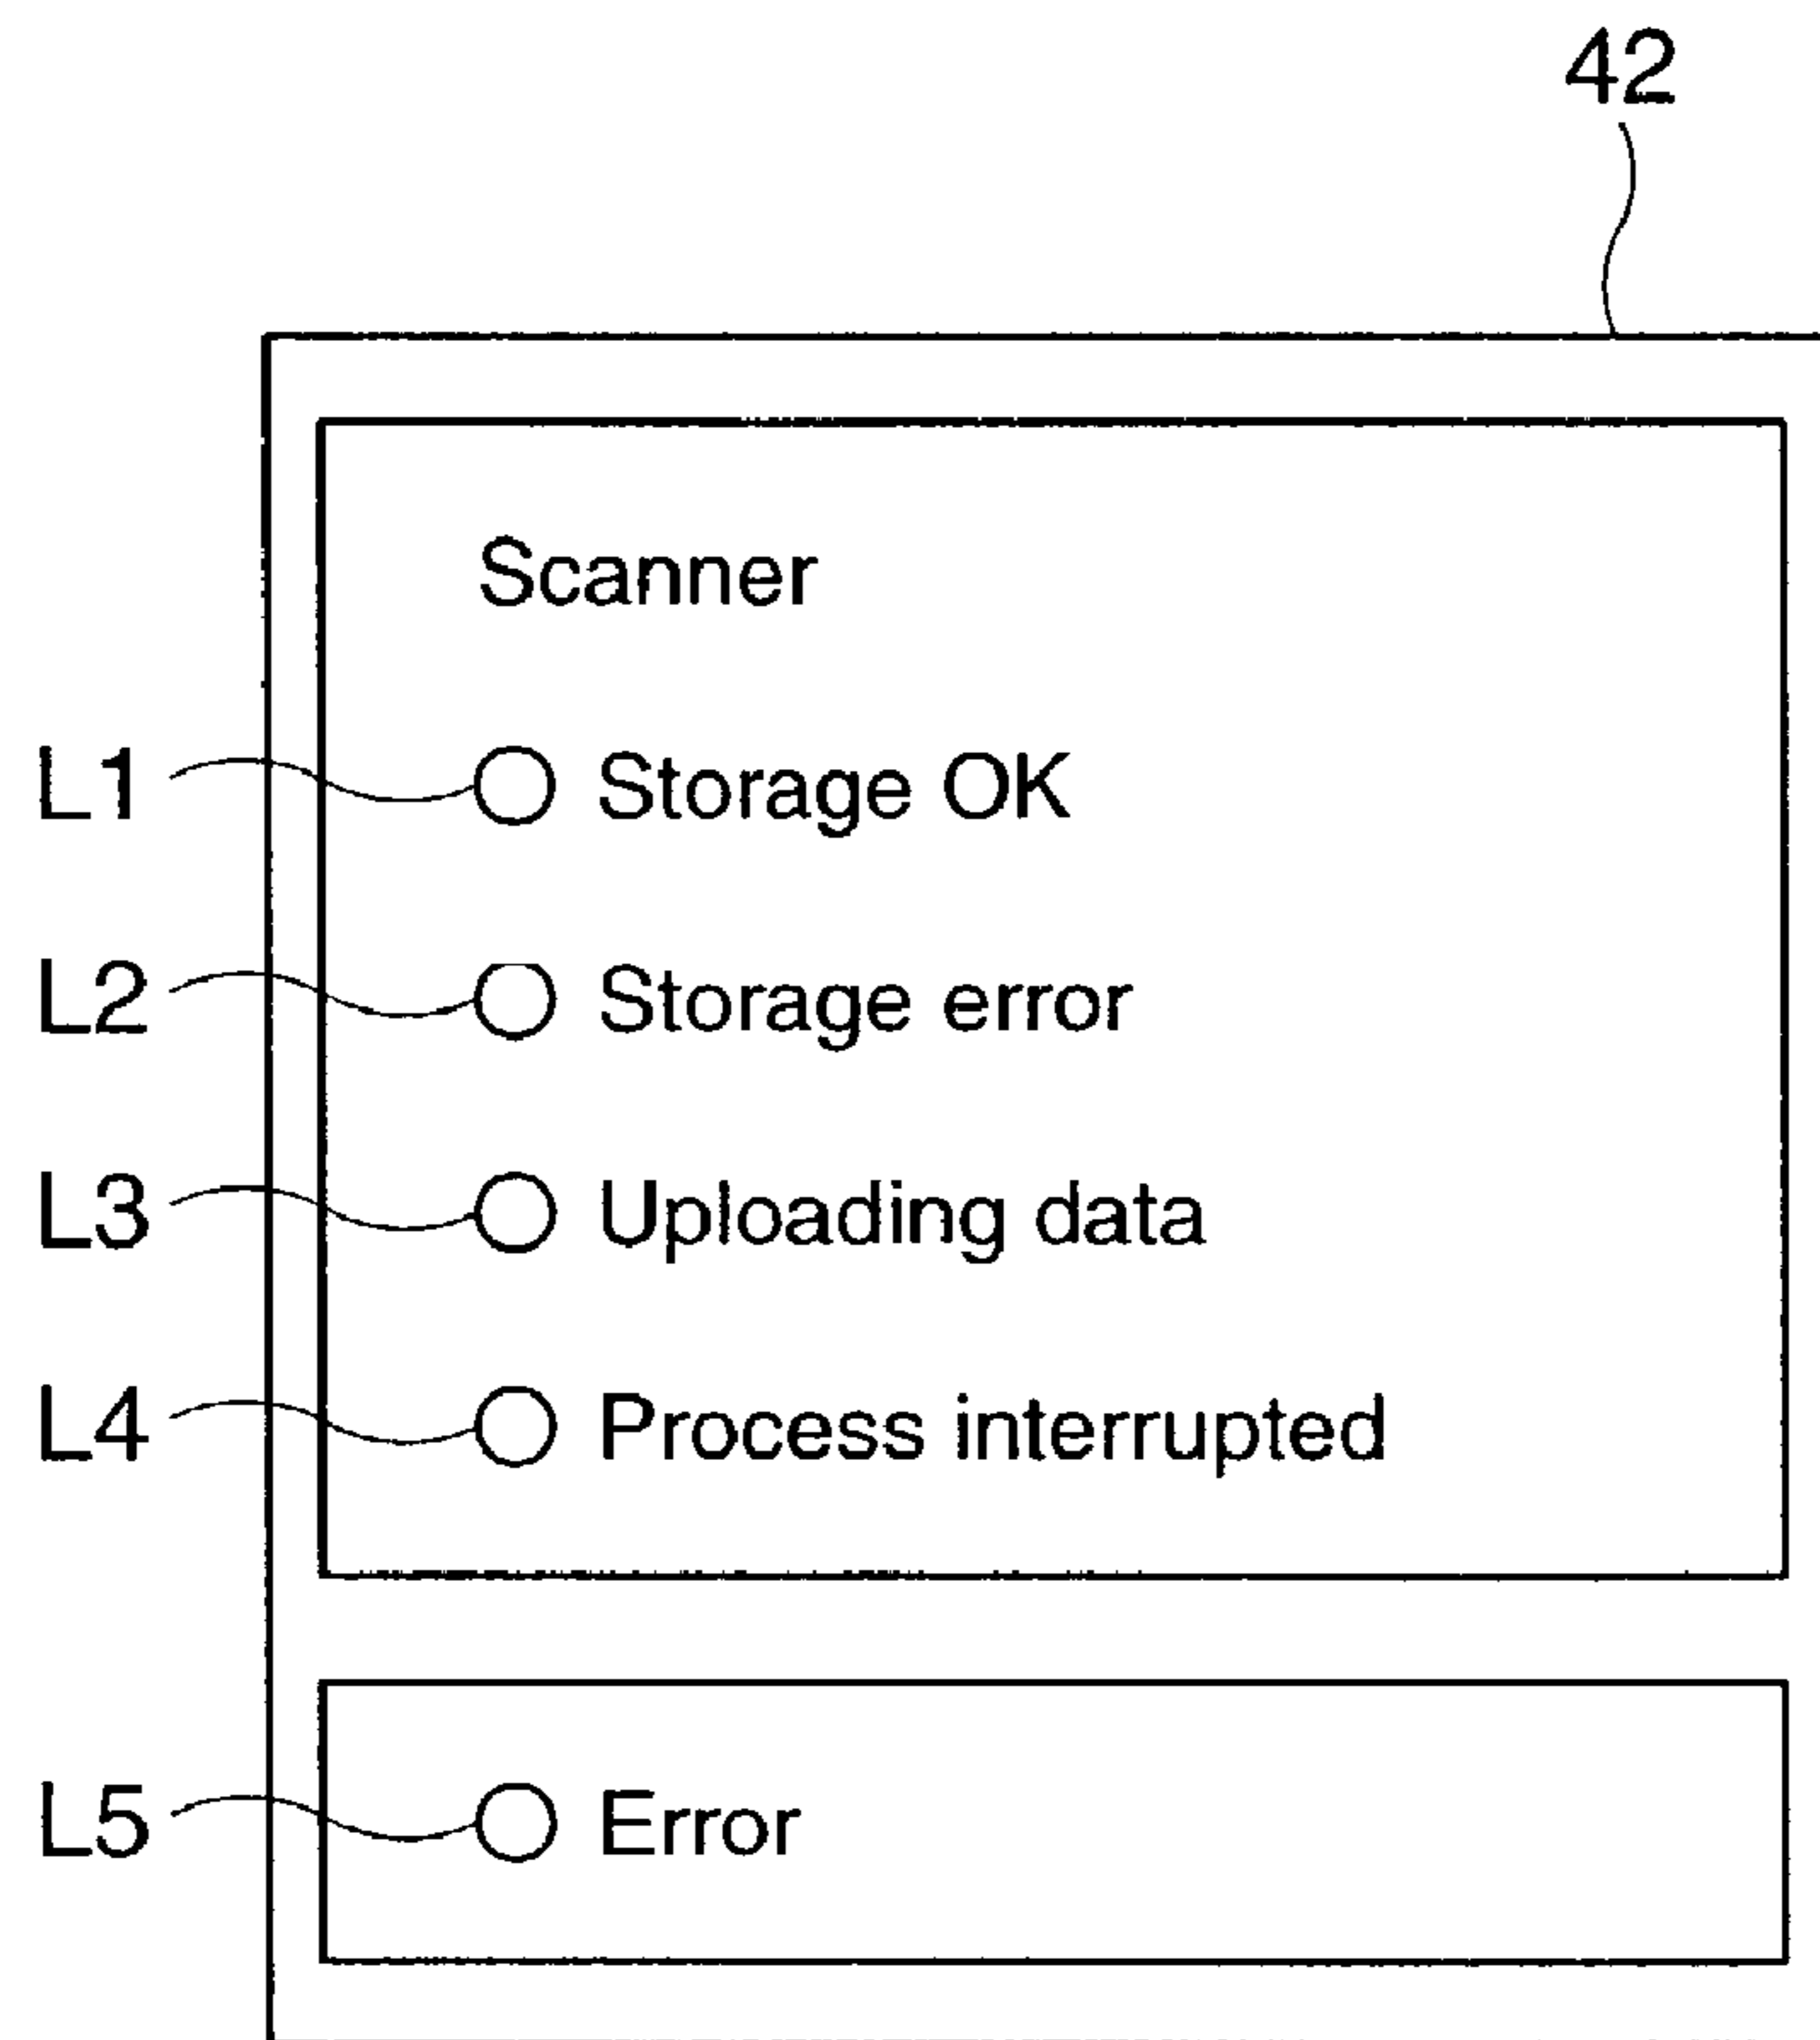 42
Scanner
L1 Storage OK
L2 Storage error
L3 Uploading data
L4 Process interrupted
L5 Error